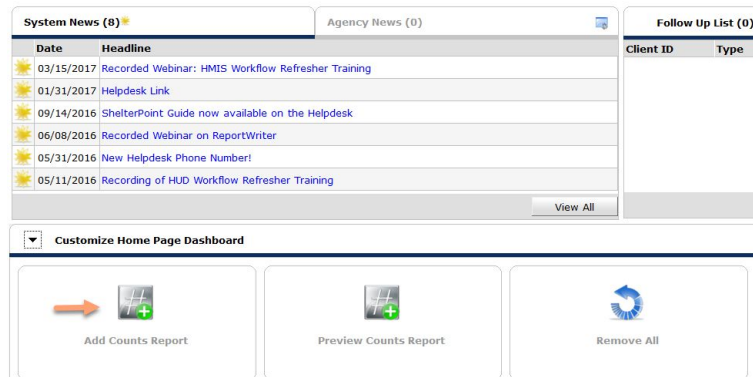 System News (8)
Agency News (0)
Follow Up List (0)
Date Headline
Client ID Type
03/15/2017 Recorded Webinar: HMIS Workflow Refresher Training
01/31/2017 Helpdesk Link
09/14/2016 ShelterPoint Guide now available on the Helpdesk
06/08/2016 Recorded Webinar on ReportWriter
05/31/2016 New Helpdesk Phone Number!
05/11/2016 Recording of HUD Workflow Refresher Training
View All
Customize Home Page Dashboard
Add Counts Report
Preview Counts Report
Remove All